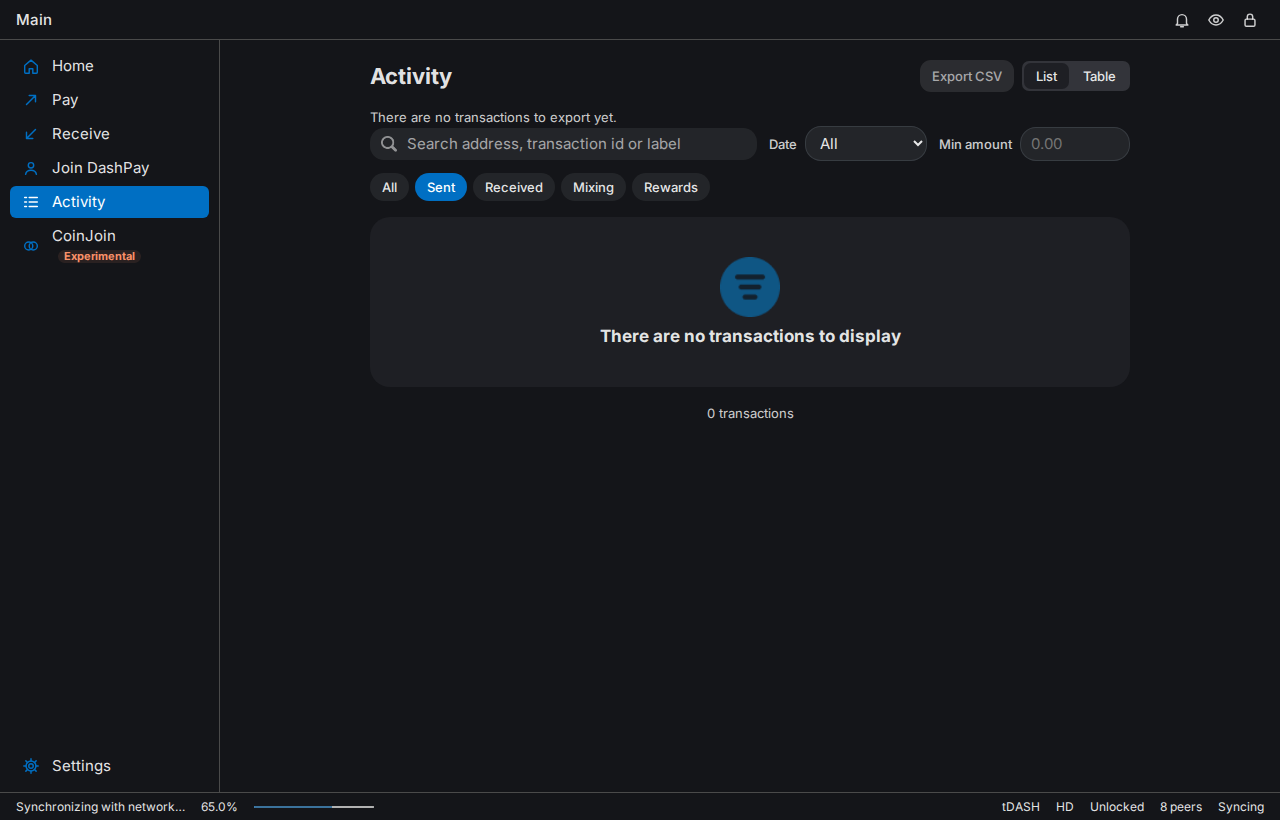 Main
Home
Pay
Receive
Join DashPay
Activity
CoinJoin
Experimental
Settings
Activity
Export CSV
List
Table
There are no transactions to export yet.
Search address, transaction id or label
Date
All
Min amount
0.00
All
Sent
Received
Mixing
Rewards
There are no transactions to display
0 transactions
Synchronizing with network...
65.0%
tDASH
HD
Unlocked
8 peers
Syncing